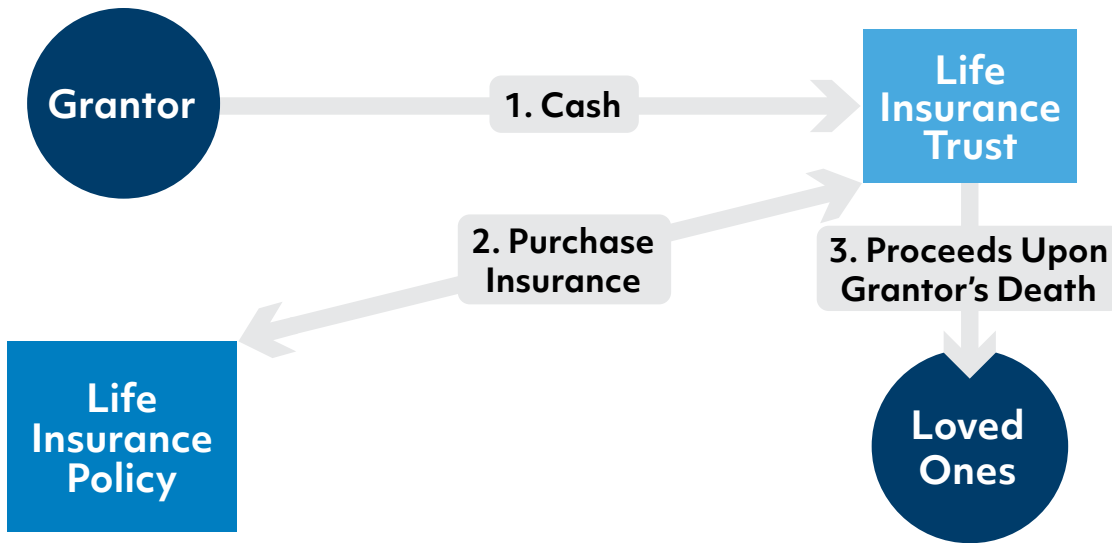 Grantor
1. Cash
Life
Insurance
Trust
2. Purchase
Insurance
3. Proceeds Upon
Grantor’s Death
Life
Insurance
Policy
Loved
Ones